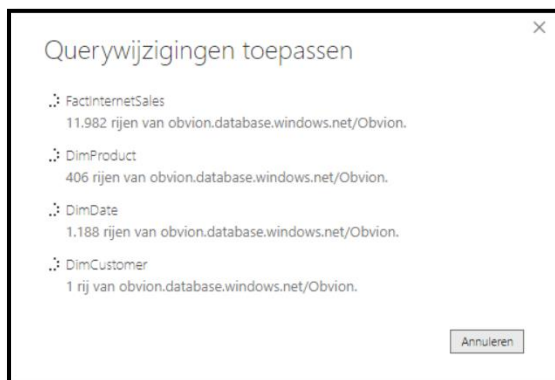 Querywijzigingen toepassen
FactInternetSales
11.982 rijen van obvion.database.windows.net/Obvion.
DimProduct
406 rijen van obvion.database.windows.net/Obvion.
DimDate
1.188 rijen van obvion.database.windows.net/Obvion.
DimCustomer
1 rij van obvion.database.windows.net/Obvion.
Annuleren